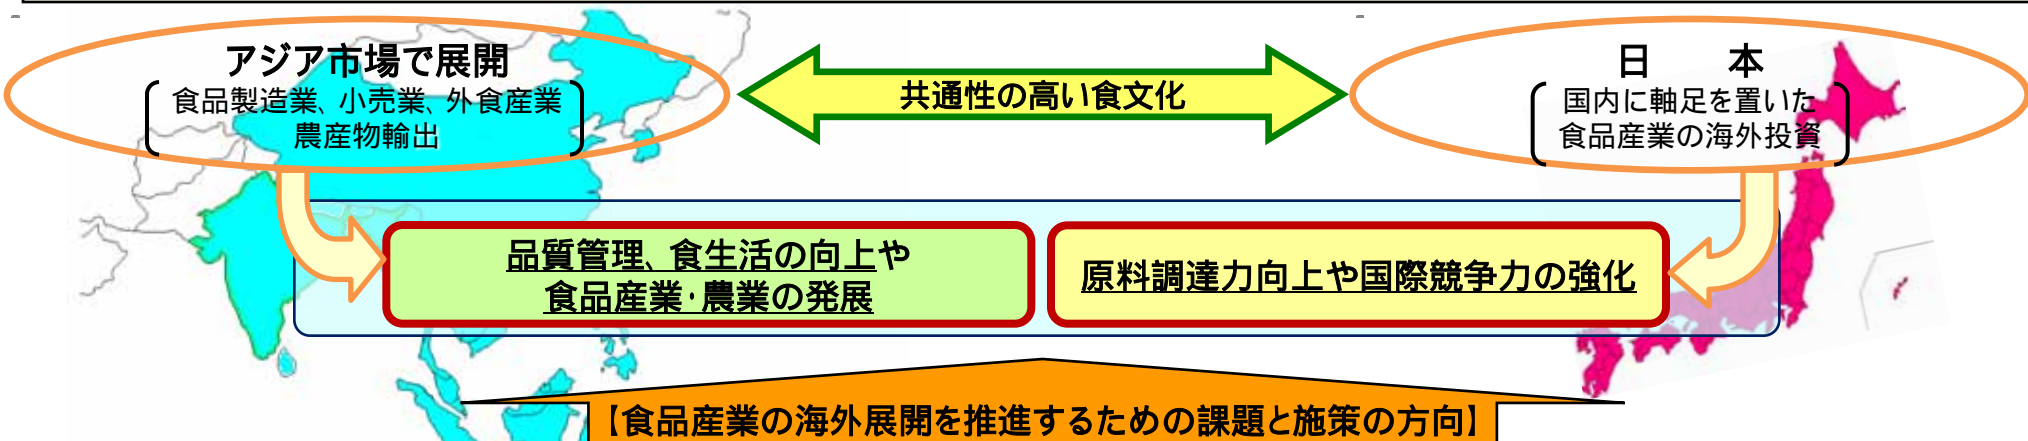 アジア市場で展開
食品製造業、小売業、外食産業
農産物輸出
共通性の高い食文化
日　本
国内に軸足を置いた
食品産業の海外投資
品質管理、食生活の向上や
食品産業・農業の発展
原料調達力向上や国際競争力の強化
【食品産業の海外展開を推進するための課題と施策の方向】